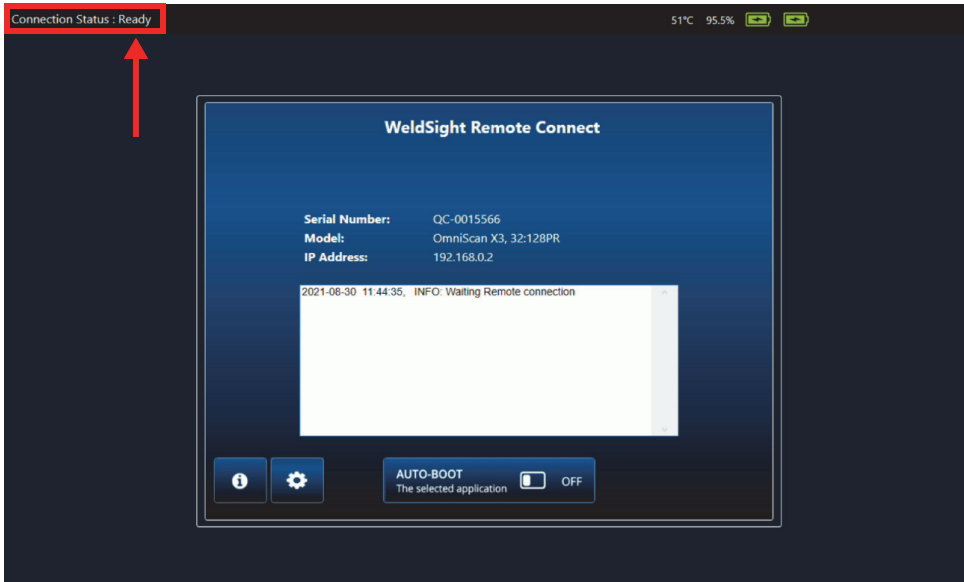 Connection Status : Ready
51°C 95.5%
WeldSight Remote Connect
Serial Number: QC-0015566
Model: OmniScan X3, 32:128PR
IP Address: 192.168.0.2
2021-08-30 11:44:35, INFO: Waiting Remote connection
AUTO-BOOT
The selected application
OFF